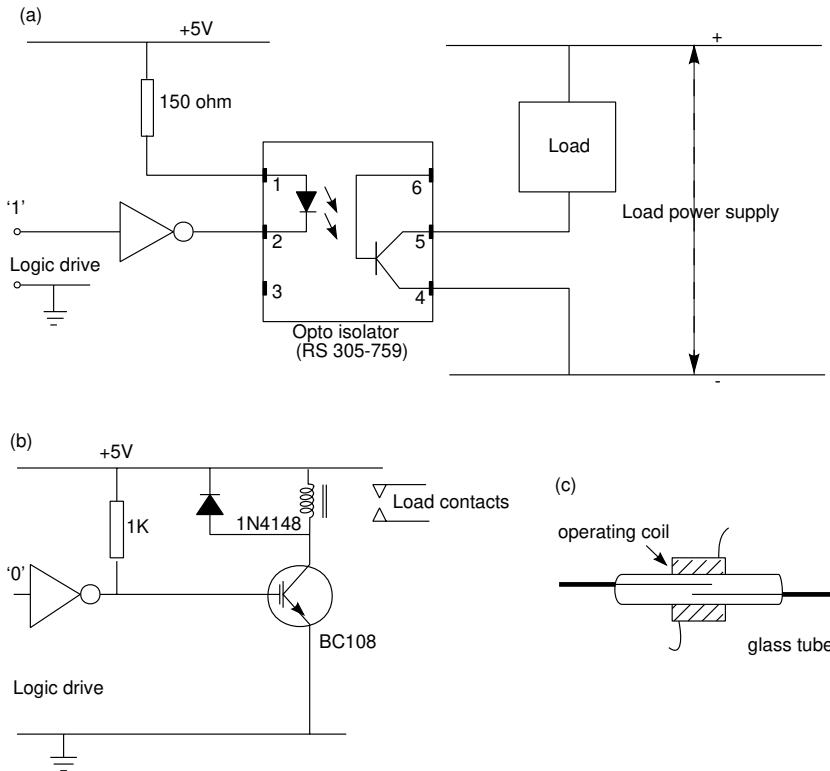 (a)
+5V
+
150 ohm
Load
1
6
'1'
Load power supply
2
5
Logic drive
3
4
Opto isolator
(RS 305-759)
-
(b)
+5V
(c)
Load contacts
1N4148
1K
operating coil
'0'
BC108
glass tube
Logic drive